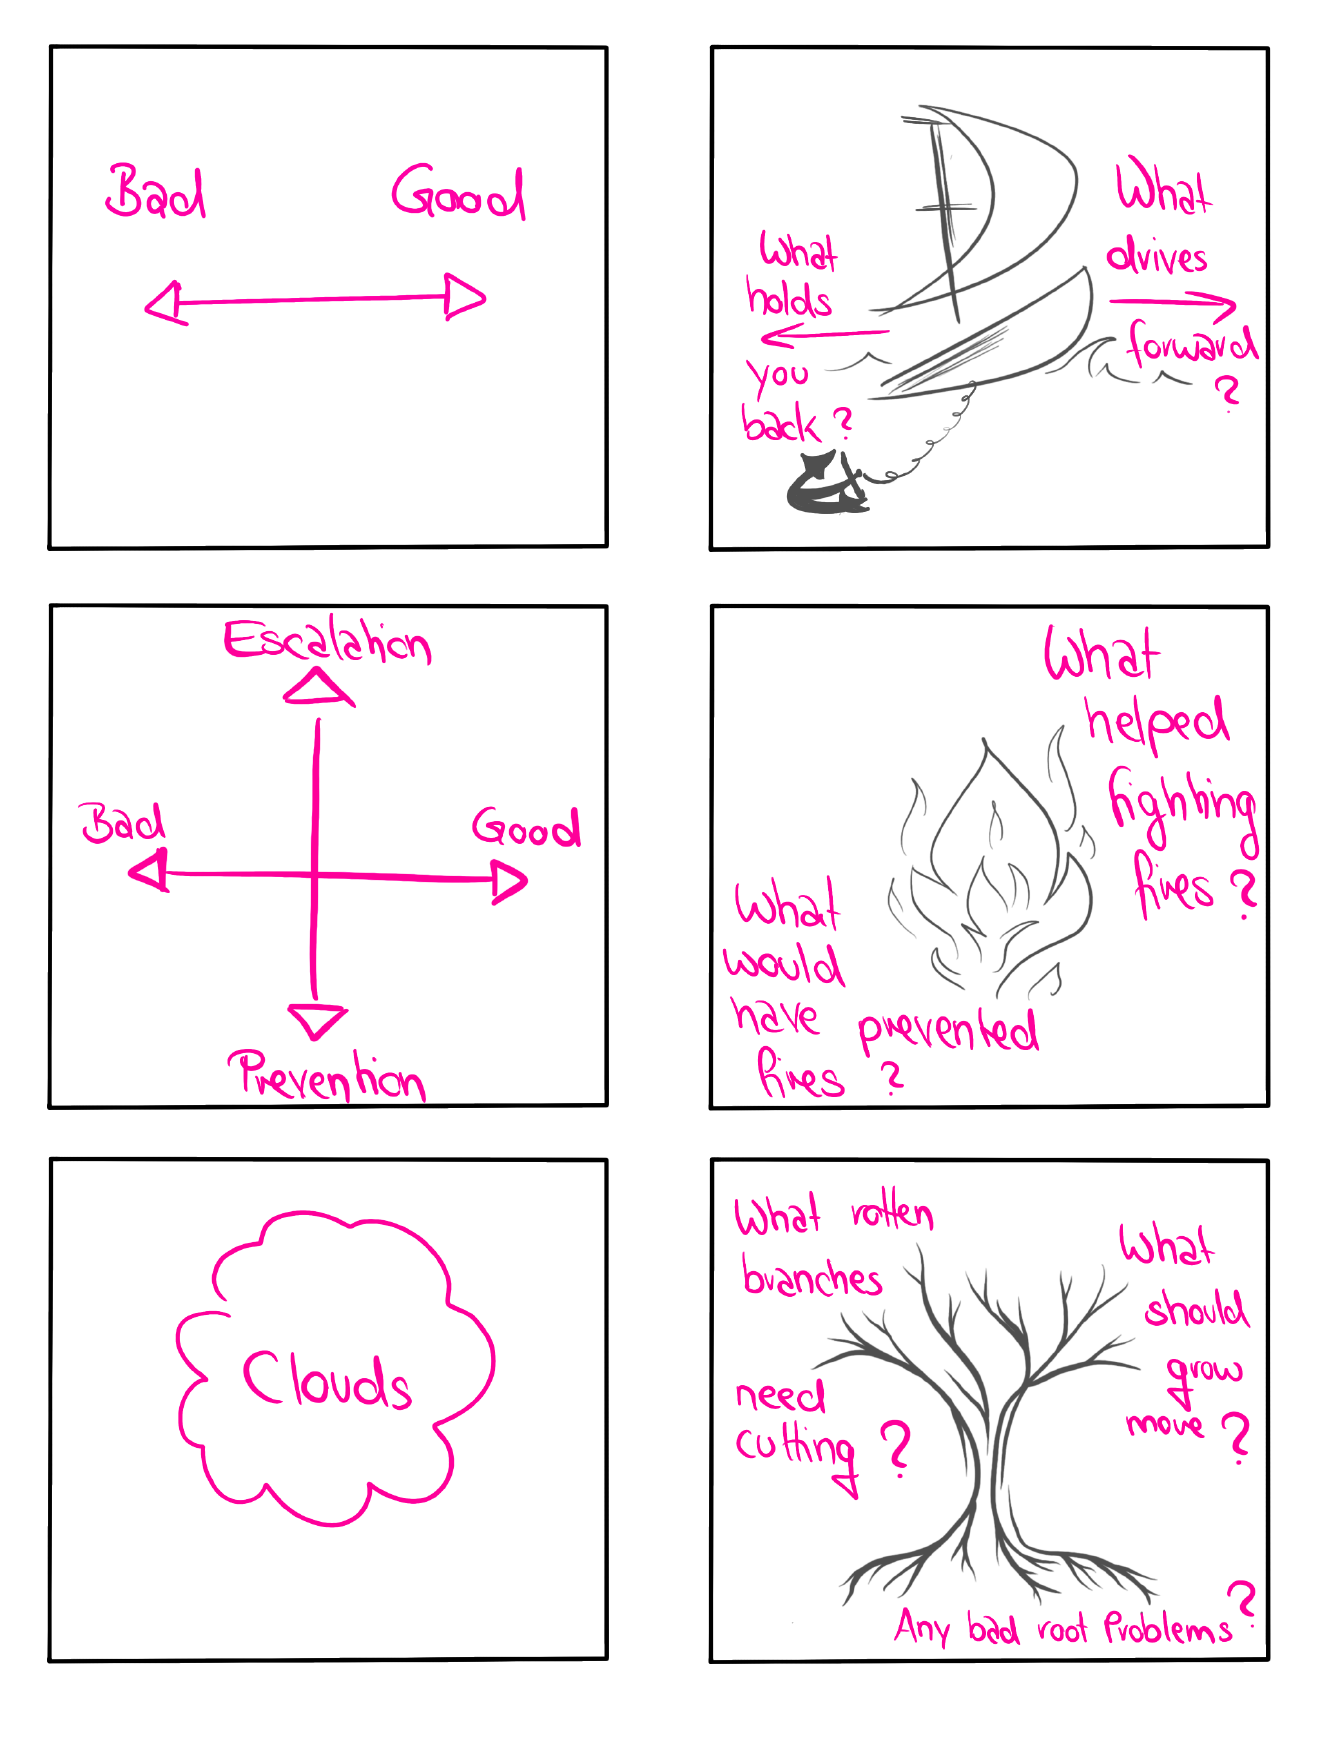 Bad
Good
What
holds
you
back?
What
drives
forward
?
Escalation
Bad
Good
Prevention
What
helped
fighting
fires?
What
would
have prevented
fires ?
Clouds
What rotten
branches
need
cutting?
What
should
grow
move?
Any bad root Problems?